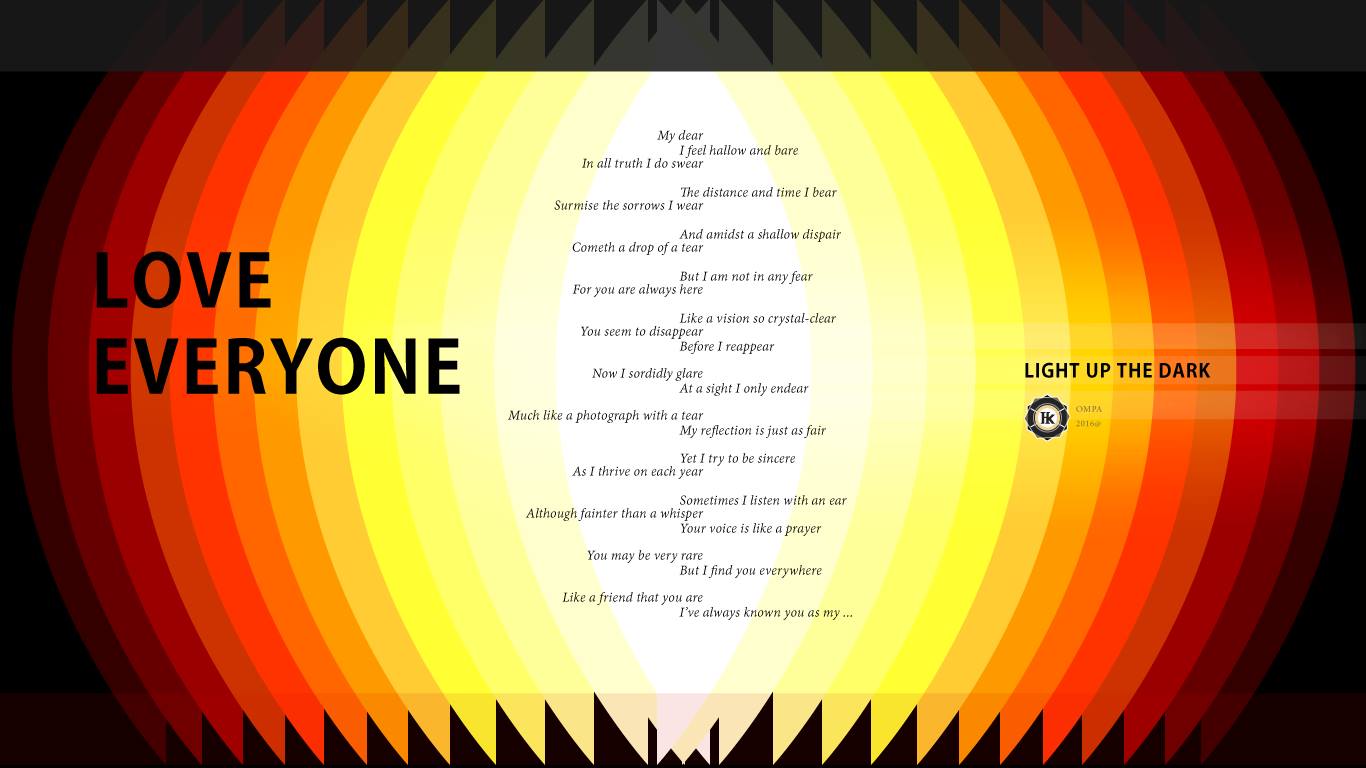 LOVE
EVERYONE
My dear
I feel hallow and bare
In all truth I do swear
The distance and time I bear
Surmise the sorrows I wear
And amidst a shallow dispair
Cometh a drop of a tear
But I am not in any fear
For you are always here
Like a vision so crystal-clear
You seem to disappear
Before I reappear
Now I sordidly glare
At a sight I only endear
Much like a photograph with a tear
My reflection is just as fair
Yet I try to be sincere
As I thrive on each year
Sometimes I listen with an ear
Although fainter than a whisper
Your voice is like a prayer
You may be very rare
But I find you everywhere
Like a friend that you are
I've always known you as my ...
LIGHT UP THE DARK
HK
OMPA
2016@